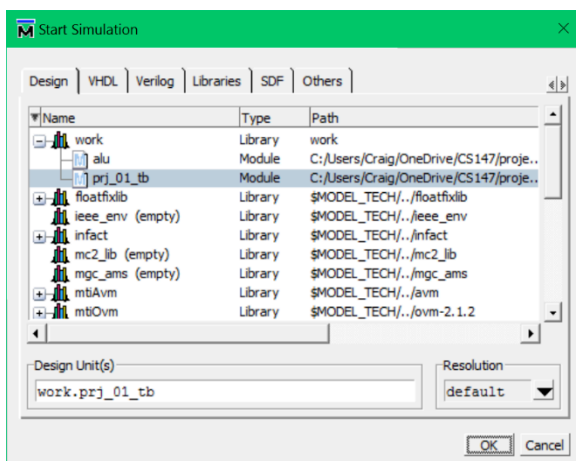 Start Simulation
Design VHDL Verilog Libraries SDF Others
Name Type Path
work Library work
alu Module C:/Users/Craig/OneDrive/CS147/proje..
prj_01_tb Module C:/Users/Craig/OneDrive/CS147/proje..
floatfixlib Library $MODEL_TECH/../floatfixlib
ieee_env (empty) Library $MODEL_TECH/../ieee_env
infact Library $MODEL_TECH/../infact
mc2_lib (empty) Library $MODEL_TECH/../mc2_lib
mgc_ams (empty) Library $MODEL_TECH/../mgc_ams
mtiAvm Library $MODEL_TECH/../avm
mtiOvm Library $MODEL_TECH/../ovm-2.1.2
Design Unit(s) Resolution
work.prj_01_tb default
OK Cancel